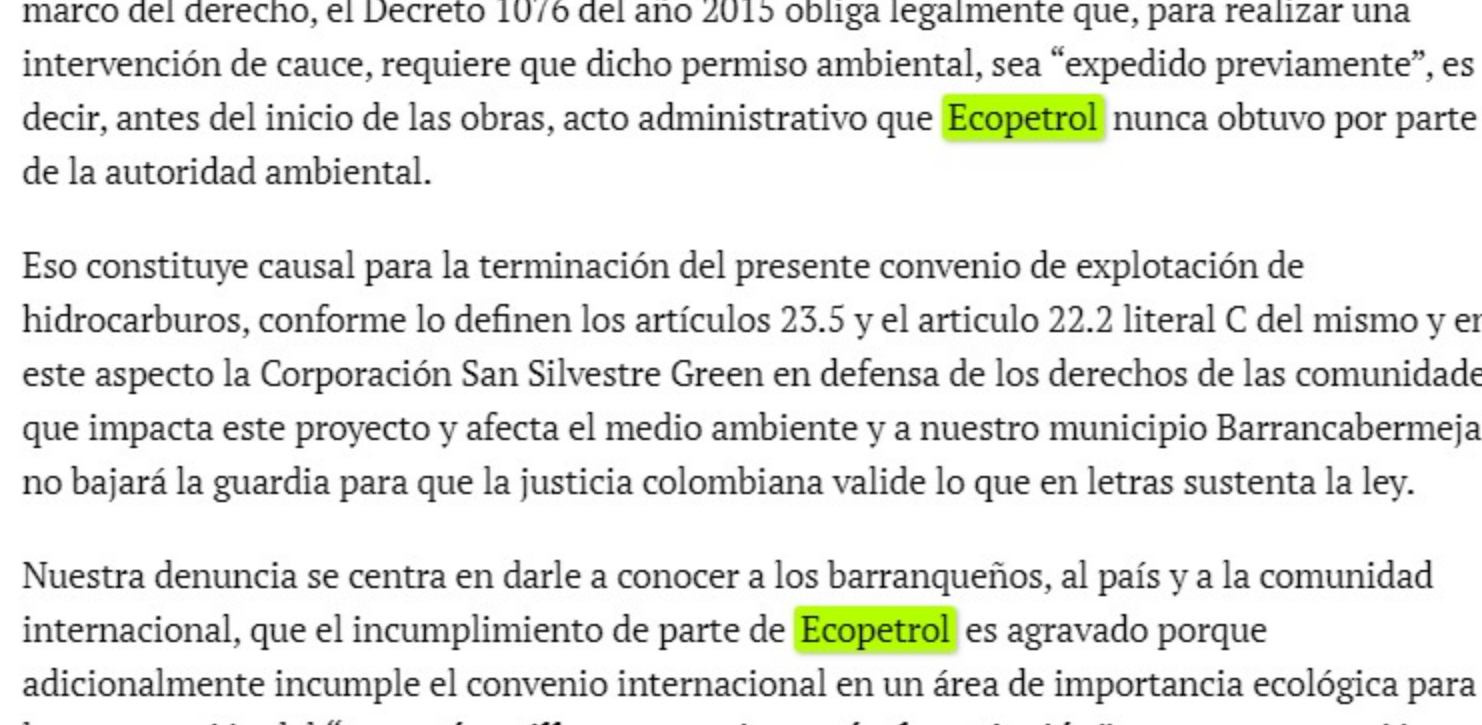 marco del derecho, el Decreto 1076 del año 2015 obliga legalmente que, para realizar una
intervención de cauce, requiere que dicho permiso ambiental, sea “expedido previamente”, es
decir, antes del inicio de las obras, acto administrativo que Ecopetrol nunca obtuvo por parte
de la autoridad ambiental.
Eso constituye causal para la terminación del presente convenio de explotación de
hidrocarburos, conforme lo definen los artículos 23.5 y el articulo 22.2 literal C del mismo y en
este aspecto la Corporación San Silvestre Green en defensa de los derechos de las comunidade
que impacta este proyecto y afecta el medio ambiente y a nuestro municipio Barrancabermeja
no bajará la guardia para que la justicia colombiana valide lo que en letras sustenta la ley.
Nuestra denuncia se centra en darle a conocer a los barranqueños, al país y a la comunidad
internacional, que el incumplimiento de parte de Ecopetrol es agravado porque
adicionalmente incumple el convenio internacional en un área de importancia ecológica para